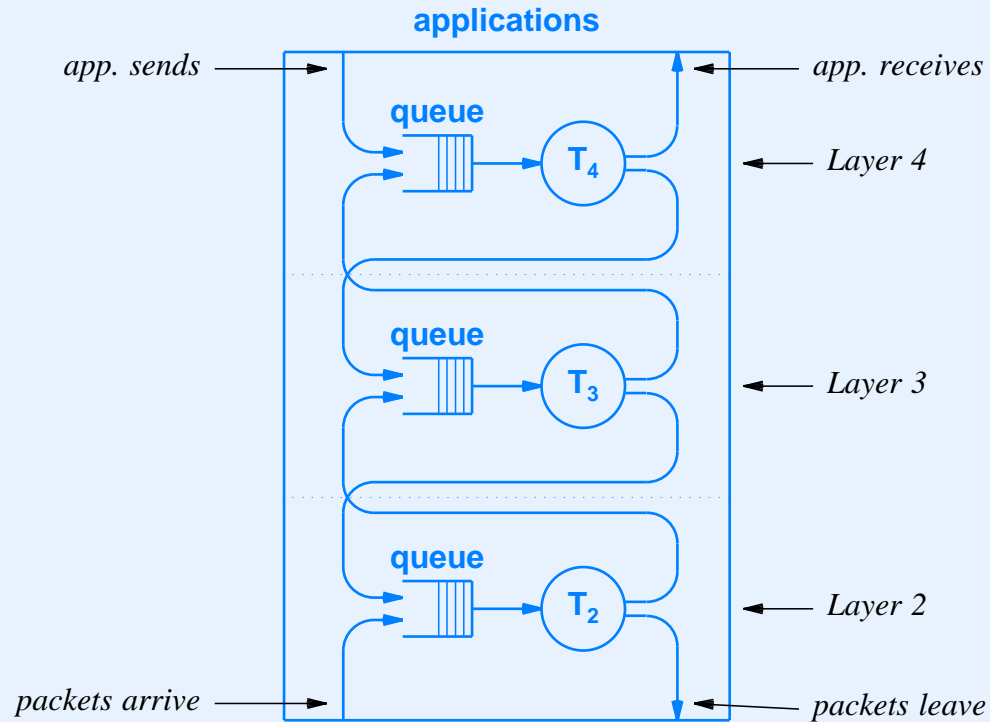 applications
app. sends
app. receives
queue
T4
Layer 4
queue
T3
Layer 3
queue
T2
Layer 2
packets arrive
packets leave